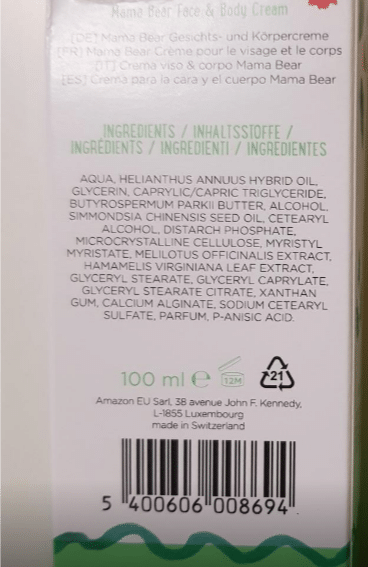 Mama Bear Face & Body Cream
[DE] Mama Bear Gesichts- und Körpercreme
[FR] Mama Bear Crème pour le visage et le corps
[IT] Crema viso & corpo Mama Bear
[ES] Crema para la cara y el cuerpo Mama Bear
INGREDIENTS / INHALTSSTOFFE /
INGRÉDIENTS / INGREDIENTI / INGREDIENTES
AQUA, HELIANTHUS ANNUUS HYBRID OIL,
GLYCERIN, CAPRYLIC/CAPRIC TRIGLYCERIDE,
BUTYROSPERMUM PARKII BUTTER, ALCOHOL,
SIMMONDSIA CHINENSIS SEED OIL, CETEARYL
ALCOHOL, DISTARCH PHOSPHATE,
MICROCRYSTALLINE CELLULOSE, MYRISTYL
MYRISTATE, MELILOTUS OFFICINALIS EXTRACT,
HAMAMELIS VIRGINIANA LEAF EXTRACT,
GLYCERYL STEARATE, GLYCERYL CAPRYLATE,
GLYCERYL STEARATE CITRATE, XANTHAN
GUM, CALCIUM ALGINATE, SODIUM CETEARYL
SULFATE, PARFUM, P-ANISIC ACID.
100 ml ℮ 12M 21
Amazon EU Sarl, 38 avenue John F. Kennedy,
L-1855 Luxembourg
made in Switzerland
5 400606 008694